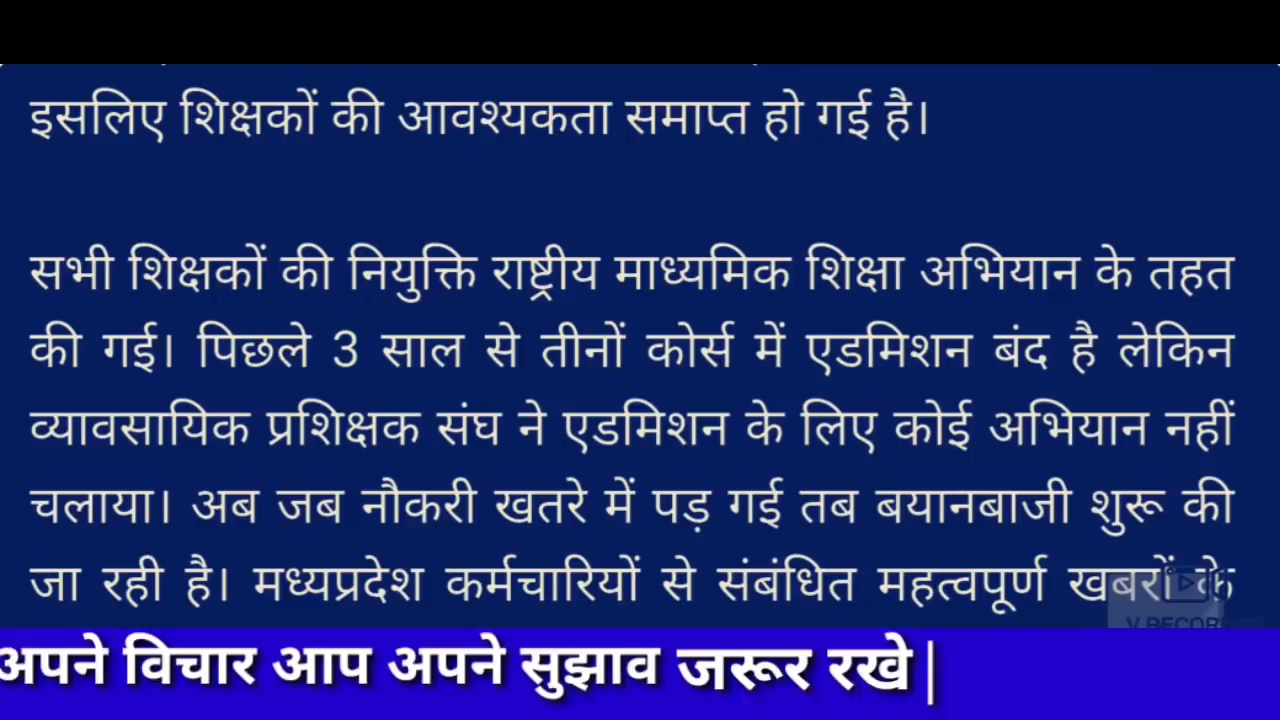 इसलिए शिक्षकों की आवश्यकता समाप्त हो गई है।
सभी शिक्षकों की नियुक्ति राष्ट्रीय माध्यमिक शिक्षा अभियान के तहत
की गई। पिछले 3 साल से तीनों कोर्स में एडमिशन बंद है लेकिन
व्यावसायिक प्रशिक्षक संघ ने एडमिशन के लिए कोई अभियान नहीं
चलाया। अब जब नौकरी खतरे में पड़ गई तब बयानबाजी शुरू की
जा रही है। मध्यप्रदेश कर्मचारियों से संबंधित महत्वपूर्ण खबरों के
अपने विचार आप अपने सुझाव जरूर रखे|